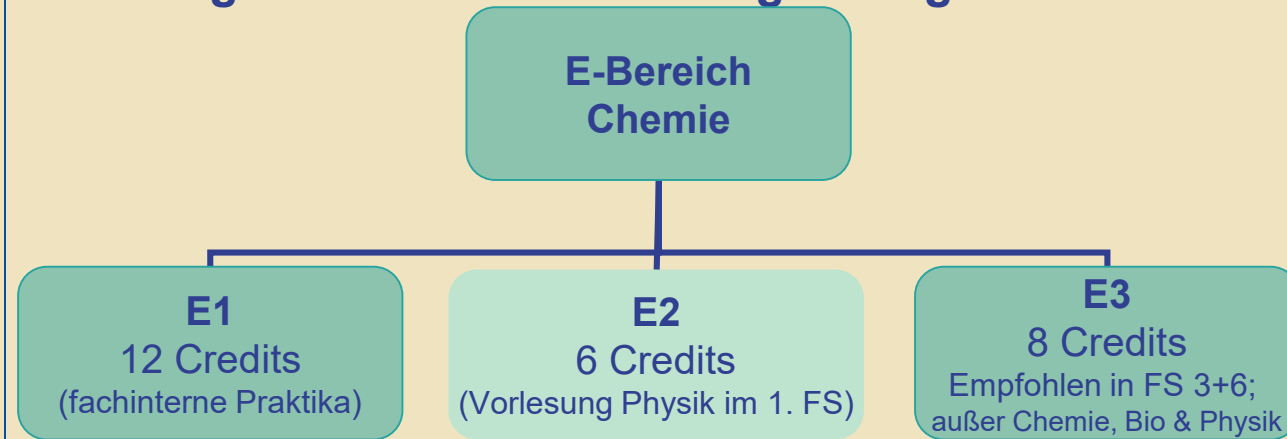 E-Bereich
Chemie
E1
12 Credits
(fachinterne Praktika)
E2
6 Credits
(Vorlesung Physik im 1. FS)
E3
8 Credits
Empfohlen in FS 3+6;
außer Chemie, Bio & Physik